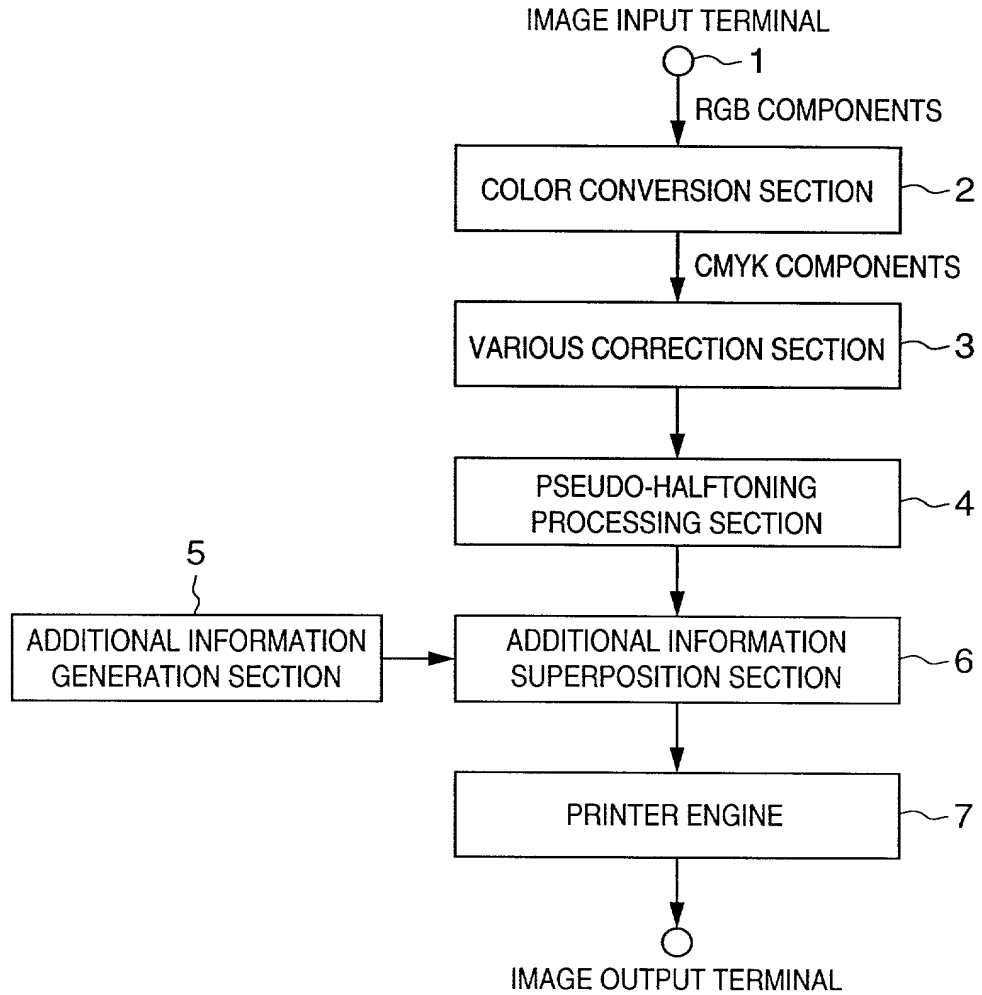 IMAGE INPUT TERMINAL
1
RGB COMPONENTS
COLOR CONVERSION SECTION
2
CMYK COMPONENTS
VARIOUS CORRECTION SECTION
3
PSEUDO-HALFTONING
PROCESSING SECTION
4
5
ADDITIONAL INFORMATION
GENERATION SECTION
ADDITIONAL INFORMATION
SUPERPOSITION SECTION
6
PRINTER ENGINE
7
IMAGE OUTPUT TERMINAL